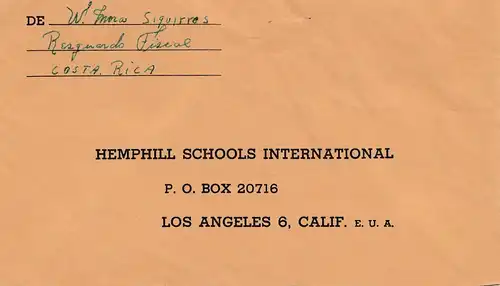 DE W. Mora Siquirres
Resguardo Fiscal
COSTA, RICA
HEMPHILL SCHOOLS INTERNATIONAL
P. O. BOX 20716
LOS ANGELES 6, CALIF. E. U. A.